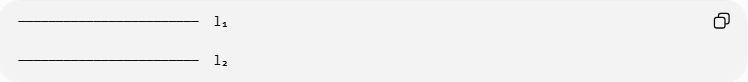 ───────────────────────── l₁
───────────────────────── l₂